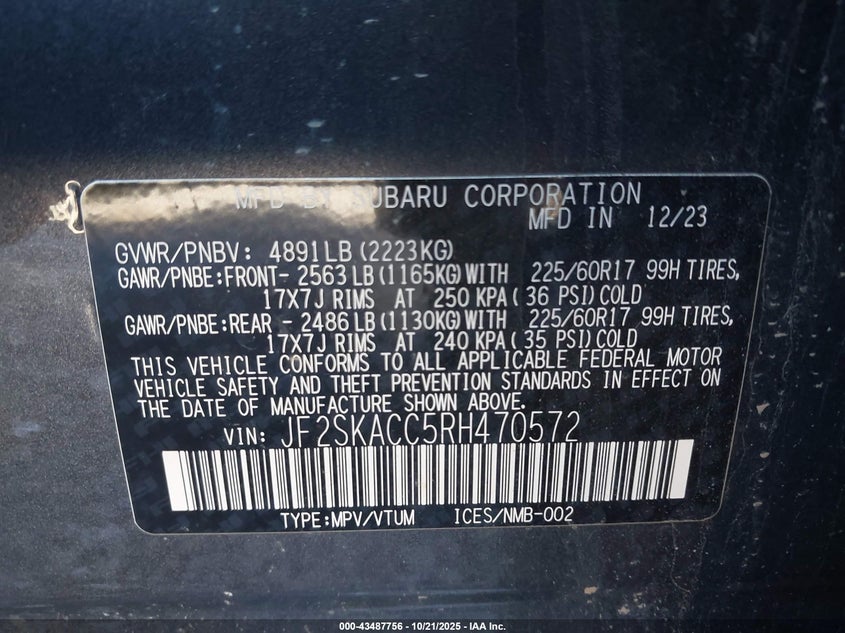 MFD BY SUBARU CORPORATION
MFD IN 12/23
GVWR/PNBV: 4891LB (2223KG)
GAWR/PNBE:FRONT- 2563LB (1165KG) WITH 225/60R17 99H TIRES,
17X7J RIMS AT 250 KPA( 36 PSI) COLD
GAWR/PNBE:REAR - 2486LB (1130KG) WITH 225/60R17 99H TIRES,
17X7J RIMS AT 240 KPA( 35 PSI) COLD
THIS VEHICLE CONFORMS TO ALL APPLICABLE FEDERAL MOTOR
VEHICLE SAFETY AND THEFT PREVENTION STANDARDS IN EFFECT ON
THE DATE OF MANUFACTURE SHOWN ABOVE.
VIN: JF2SKACC5RH470572
TYPE:MPV/VTUM ICES/NMB-002
000-43487756 - 10/21/2025 - IAA Inc.